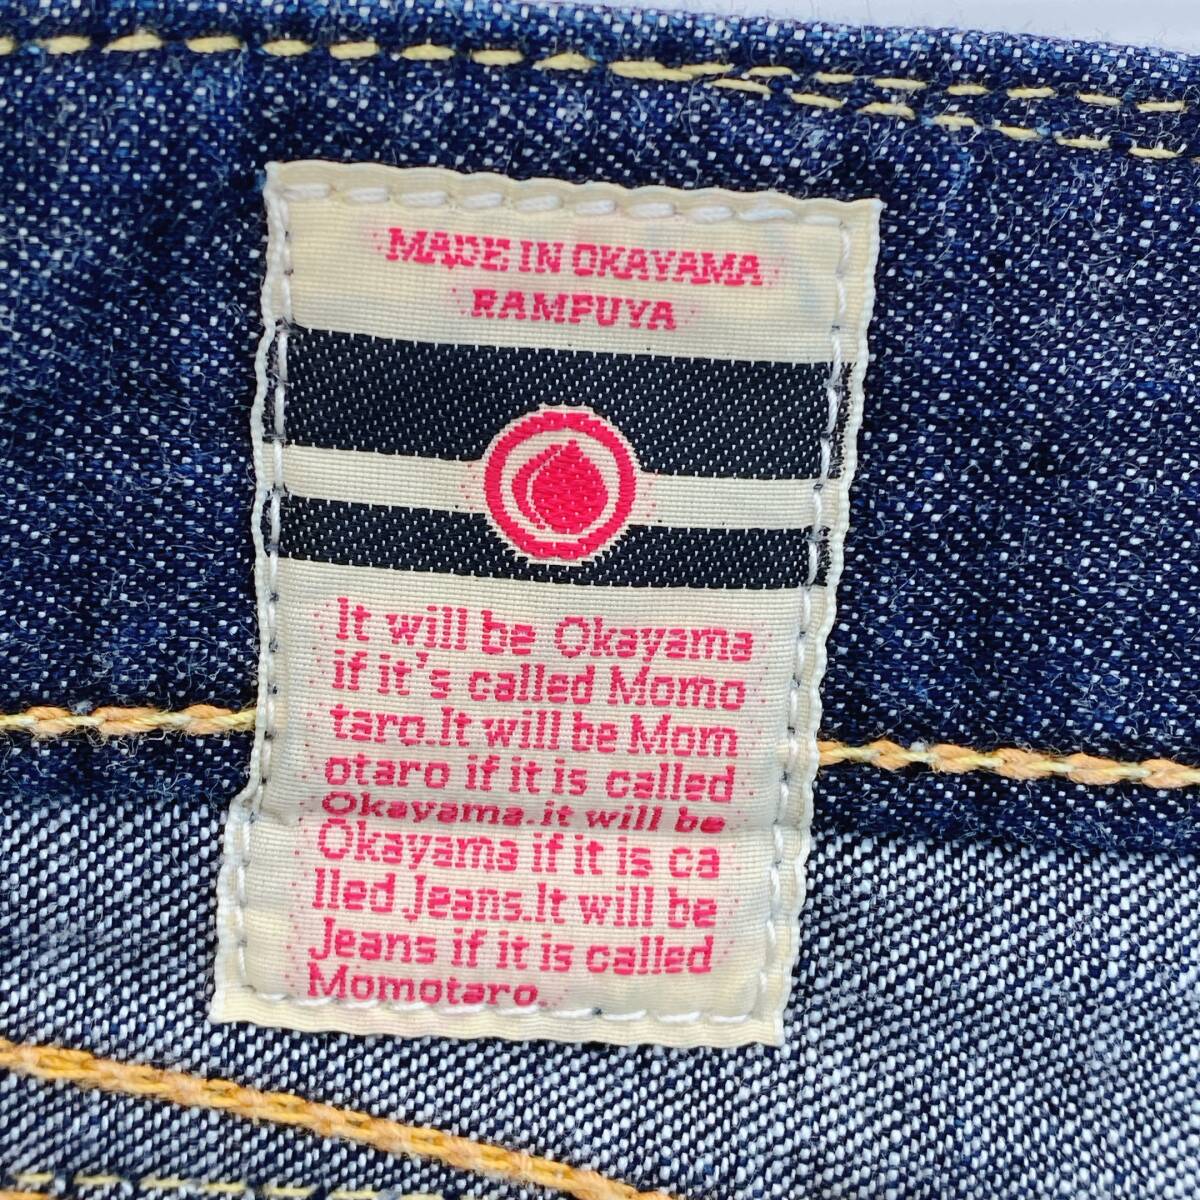 MADE IN OKAYAMA
RAMPUYA
It will be Okayama
if it's called Momo
taro.It will be Mom
otaro if it is called
Okayama.it will be
Okayama if it is ca
lled Jeans.It will be
Jeans if it is called
Momotaro.